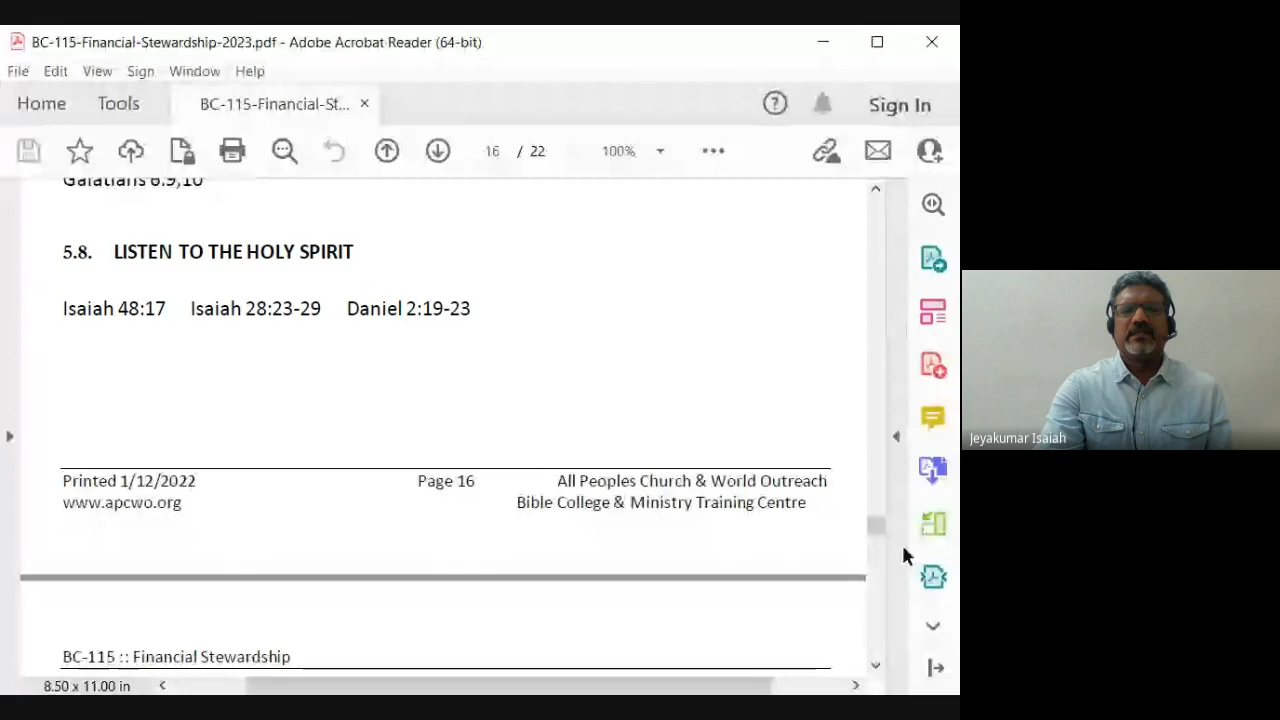 BC-115-Financial-Stewardship-2023.pdf - Adobe Acrobat Reader (64-bit)
File Edit View Sign Window Help
Home Tools BC-115-Financial-St... × Sign In
16 / 22 100%
Galatians 6:9,10
5.8. LISTEN TO THE HOLY SPIRIT
Isaiah 48:17 Isaiah 28:23-29 Daniel 2:19-23
Jeyakumar Isaiah
Printed 1/12/2022 Page 16 All Peoples Church & World Outreach
www.apcwo.org Bible College & Ministry Training Centre
BC-115 :: Financial Stewardship
8.50 x 11.00 in